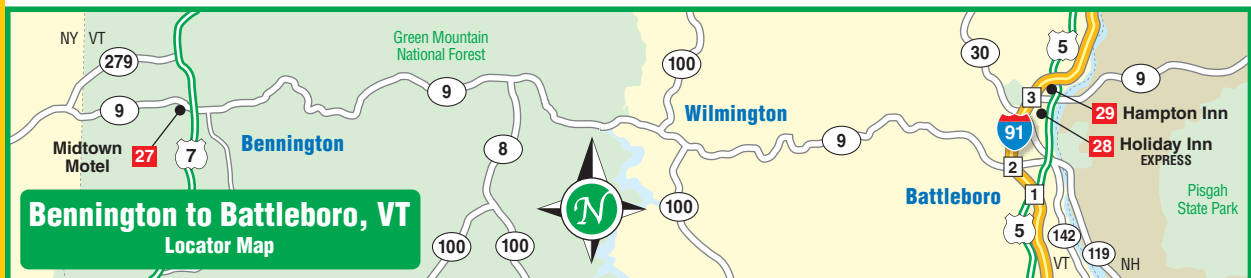 NY VT
279
9
Midtown
Motel
27
7
Bennington
Green Mountain
National Forest
9
8
100
100
Bennington to Battleboro, VT
Locator Map
N
100
Wilmington
9
100
30
5
3
9
29 Hampton Inn
91
28 Holiday Inn
EXPRESS
2
Battleboro
1
5
142
119
VT
NH
Pisgah
State Park